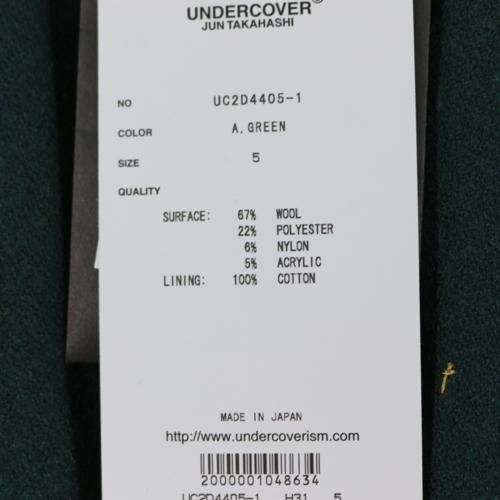 UNDERCOVER®
JUN TAKAHASHI
NO UC2D4405-1
COLOR A.GREEN
SIZE 5
QUALITY
SURFACE: 67% WOOL
22% POLYESTER
6% NYLON
5% ACRYLIC
LINING: 100% COTTON
MADE IN JAPAN
http://www.undercoverism.com
2000001048634
UC2D4405-1 H31 5